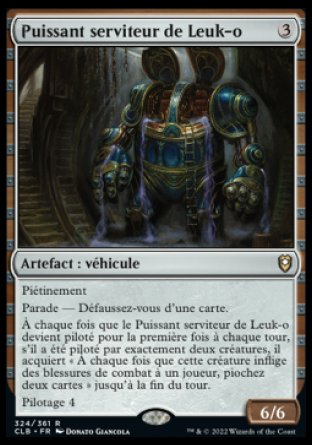 Puissant serviteur de Leuk-o 3
Artefact : véhicule
Piétinement
Parade — Défaussez-vous d'une carte.
À chaque fois que le Puissant serviteur de Leuk-o
devient piloté pour la première fois à chaque tour,
s'il a été piloté par exactement deux créatures, il
acquiert « À chaque fois que cette créature inflige
des blessures de combat à un joueur, piochez
deux cartes » jusqu'à la fin du tour.
Pilotage 4
6/6
324/361 R
CLB • FR Donato Giancola
™ & © 2022 Wizards of the Coast